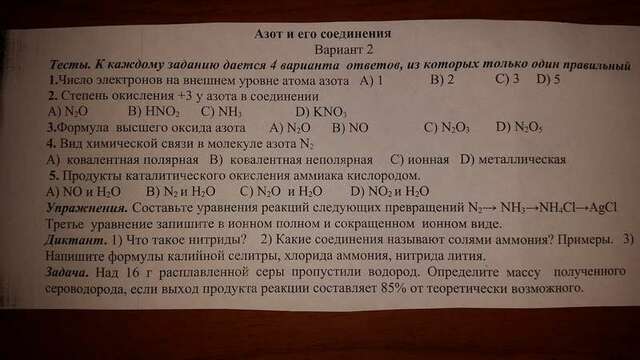 Азот и его соединения
Вариант 2
Тесты. К каждому заданию дается 4 варианта ответов, из которых только один правильный
1.Число электронов на внешнем уровне атома азота А) 1 В) 2 С) 3 D) 5
2. Степень окисления +3 у азота в соединении
А) N₂O В) HNO₂ С) NH₃ D) KNO₃
3.Формула высшего оксида азота А) N₂O В) NO С) N₂O₃ D) N₂O₅
4. Вид химической связи в молекуле азота N₂
А) ковалентная полярная В) ковалентная неполярная С) ионная D) металлическая
5. Продукты каталитического окисления аммиака кислородом.
А) NO и H₂O В) N₂ и H₂O С) N₂O и H₂O D) NO₂ и H₂O
Упражнения. Составьте уравнения реакций следующих превращений N₂→ NH₃→NH₄Cl→AgCl
Третье уравнение запишите в ионном полном и сокращенном ионном виде.
Диктант. 1) Что такое нитриды? 2) Какие соединения называют солями аммония? Примеры. 3)
Напишите формулы калийной селитры, хлорида аммония, нитрида лития.
Задача. Над 16 г расплавленной серы пропустили водород. Определите массу полученного
сероводорода, если выход продукта реакции составляет 85% от теоретически возможного.